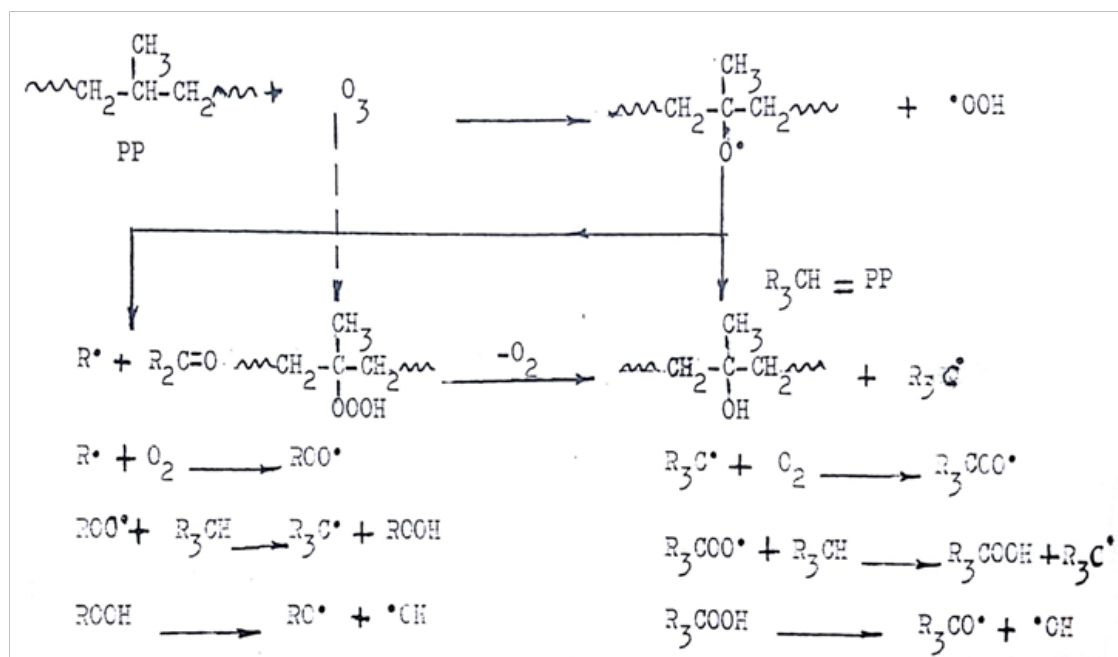 CH3 CH3
~~~CH2-CH-CH2~~~ + O3 ⟶ ~~~CH2-C-CH2~~~ + •OOH
PP O•
R3CH = PP
CH3 CH3
R• + R2C=O ~~~CH2-C-CH2~~~ -O2 ⟶ ~~~CH2-C-CH2~~~ + R3C•
OOOH OH
R• + O2 ⟶ ROO• R3C• + O2 ⟶ R3COO•
ROO• + R3CH ⟶ R3C• + ROOH R3COO• + R3CH ⟶ R3COOH + R3C•
ROOH ⟶ RO• + •OH R3COOH ⟶ R3CO• + •OH